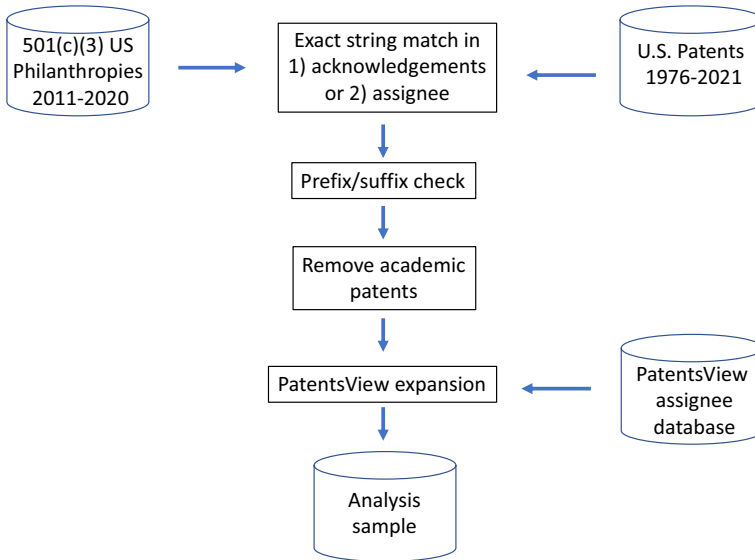 501(c)(3) US
Philanthropies
2011-2020
Exact string match in
1) acknowledgements
or 2) assignee
U.S. Patents
1976-2021
Prefix/suffix check
Remove academic
patents
PatentsView expansion
PatentsView
assignee
database
Analysis
sample